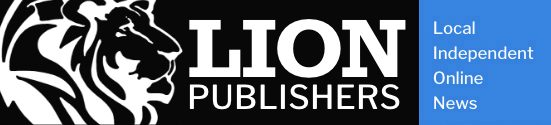 LION
PUBLISHERS
Local
Independent
Online
News